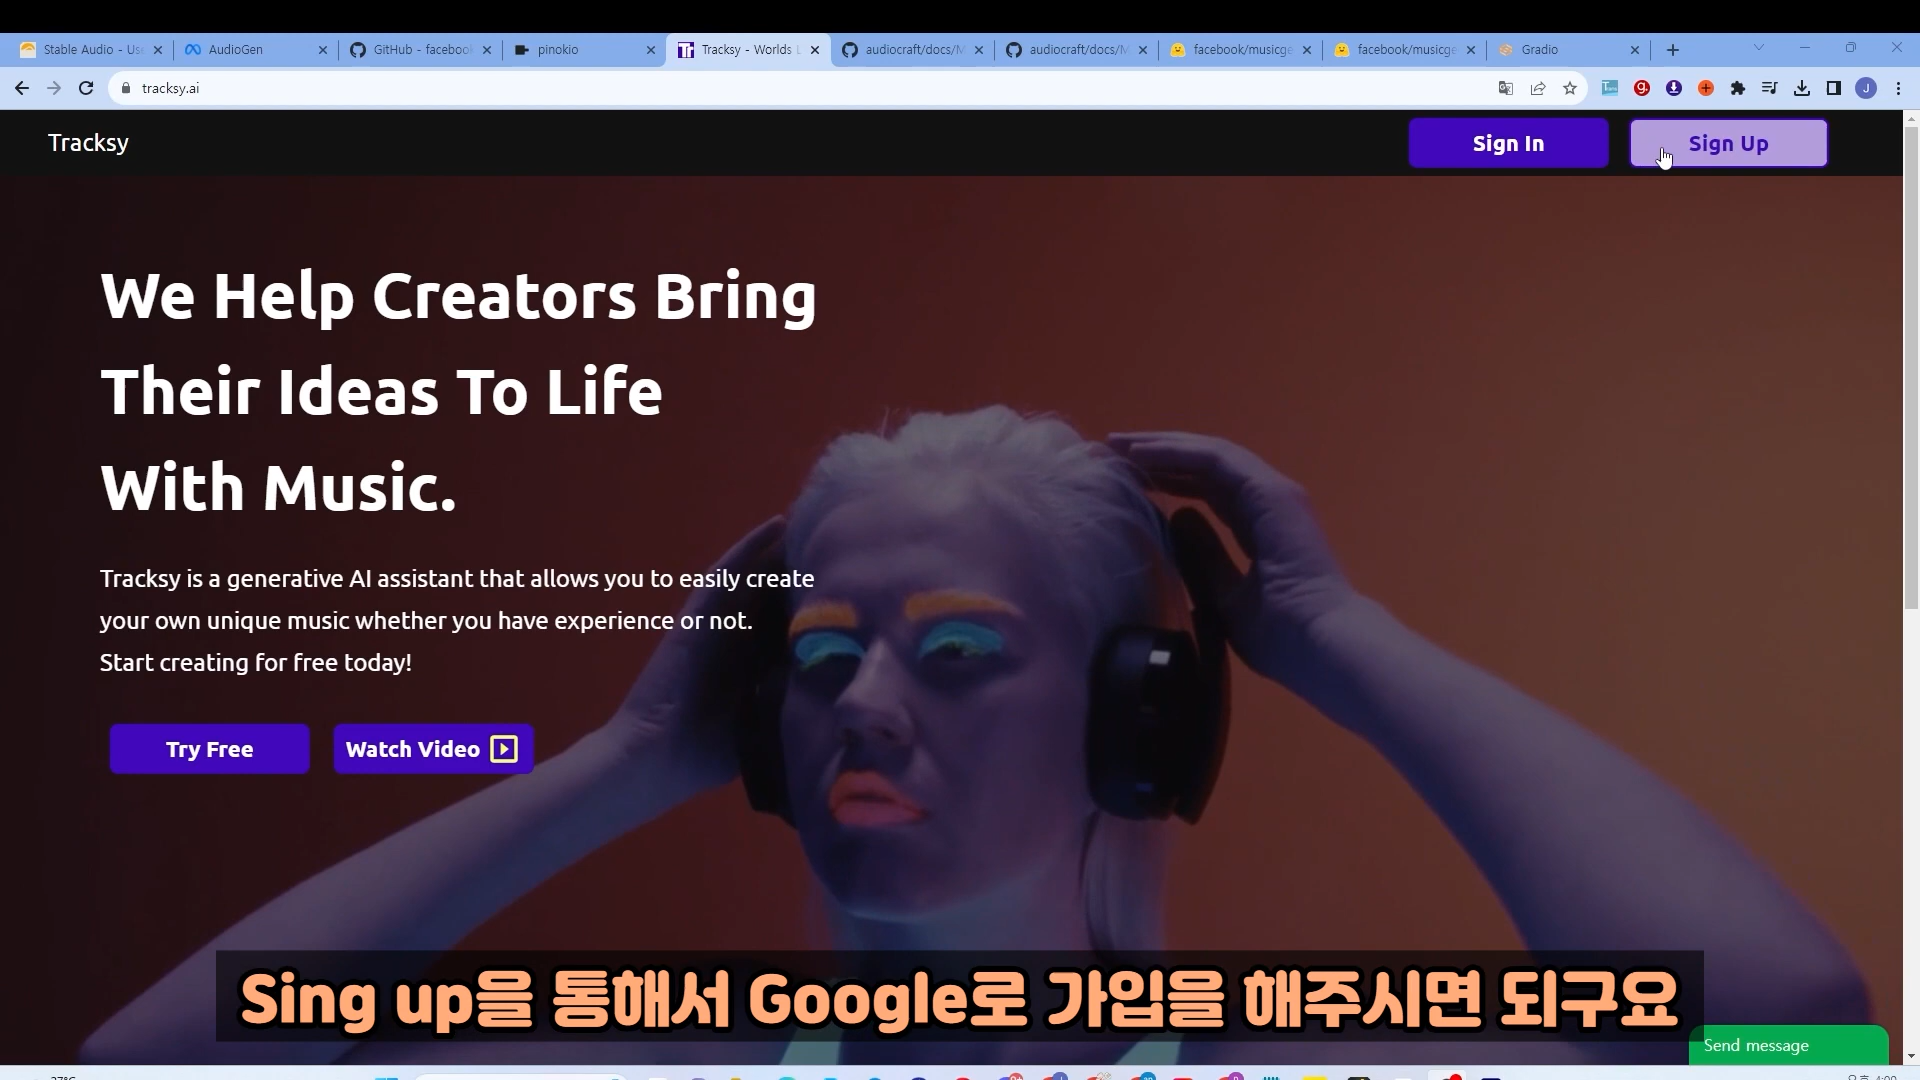 Stable Audio - Us
AudioGen
GitHub - facebook
pinokio
Tracksy - Worlds
audiocraft/docs/M
audiocraft/docs/M
facebook/musicge
facebook/musicge
Gradio
tracksy.ai
Tracksy
Sign In
Sign Up
We Help Creators Bring
Their Ideas To Life
With Music.
Tracksy is a generative AI assistant that allows you to easily create
your own unique music whether you have experience or not.
Start creating for free today!
Try Free
Watch Video
Sing up을 통해서 Google로 가입을 해주시면 되구요
Send message